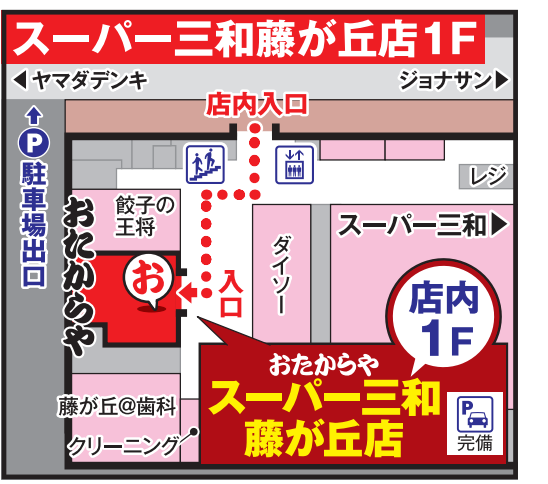 スーパー三和藤が丘店1F
◀ヤマダデンキ
ジョナサン▶
店内入口
P
駐車場出口
レジ
餃子の
王将
おたからや
スーパー三和▶
お
入口
ダイソー
店内
1F
おたからや
スーパー三和
藤が丘店
P
完備
藤が丘@歯科
クリーニング